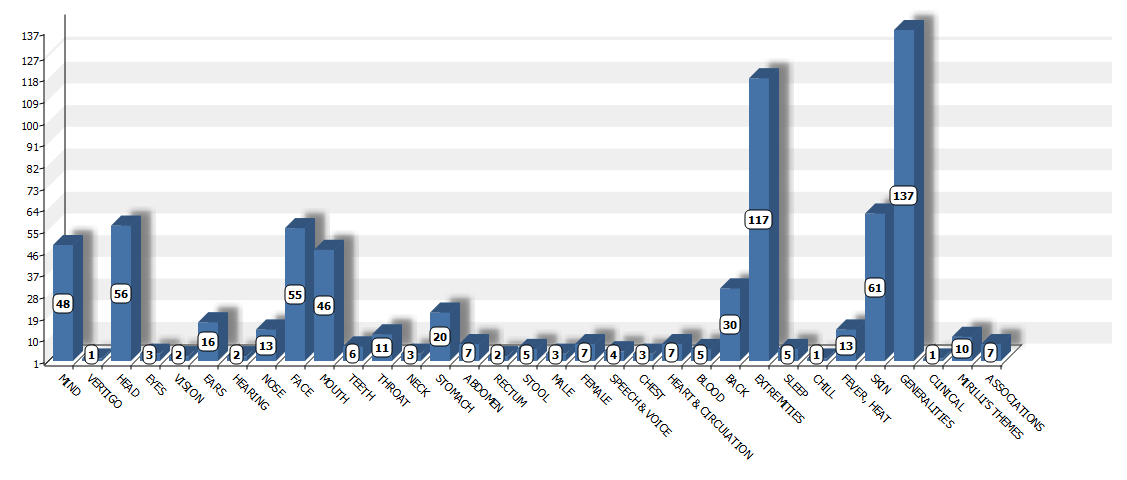 137
127
118
109
100
91
82
73
64
55
46
37
28
19
10
1
48
1
56
3
2
16
2
13
55
46
6
11
3
20
7
2
5
3
7
4
3
7
5
30
117
5
1
13
61
137
1
10
7
MIND
VERTIGO
HEAD
EYES
VISION
EARS
HEARING
NOSE
FACE
MOUTH
TEETH
THROAT
NECK
STOMACH
ABDOMEN
RECTUM
STOOL
MALE
FEMALE
SPEECH & VOICE
CHEST
HEART & CIRCULATION
BLOOD
BACK
EXTREMITIES
SLEEP
CHILL
FEVER, HEAT
SKIN
GENERALITIES
CLINICAL
MIRILLI'S THEMES
ASSOCIATIONS